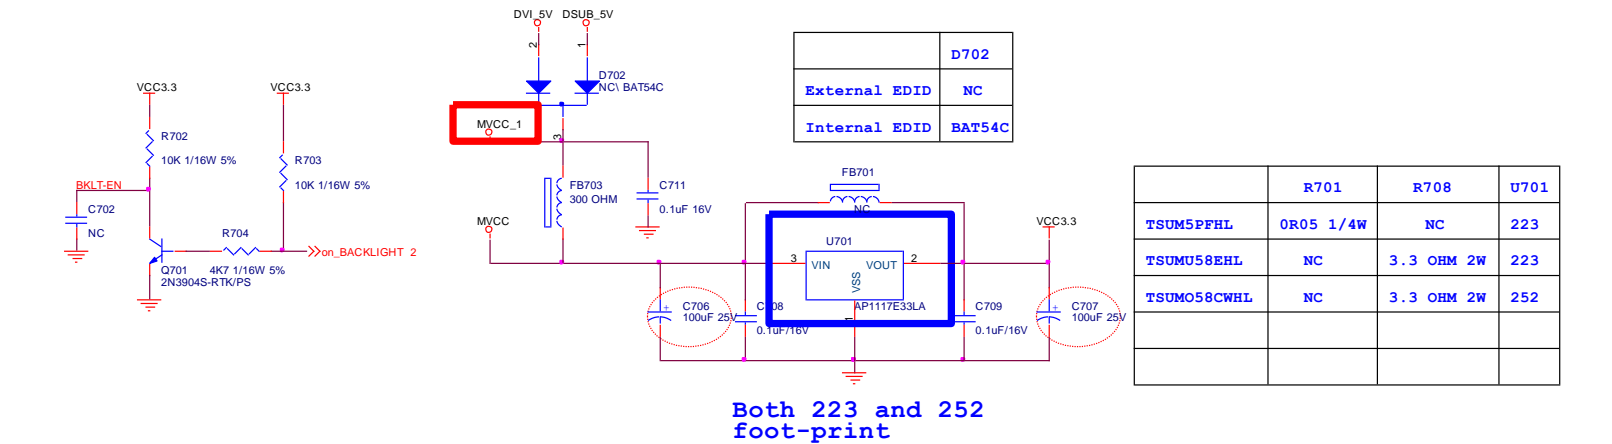 DVI_5V DSUB_5V
2 1
D702
NC\ BAT54C
MVCC_1
3
VCC3.3 VCC3.3
R702
10K 1/16W 5%
R703
10K 1/16W 5%
BKLT-EN
C702
NC
R704
4K7 1/16W 5%
on_BACKLIGHT 2
Q701
2N3904S-RTK/PS
FB703
300 OHM
C711
0.1uF 16V
MVCC
FB701
NC
VCC3.3
U701
3 VIN VOUT 2
VSS
1
AP1117E33LA
C706
100uF 25V
C708
0.1uF/16V
C709
0.1uF/16V
C707
100uF 25V
D702
External EDID NC
Internal EDID BAT54C
R701 R708 U701
TSUM5PFHL 0R05 1/4W NC 223
TSUMU58EHL NC 3.3 OHM 2W 223
TSUMO58CWHL NC 3.3 OHM 2W 252
Both 223 and 252
foot-print